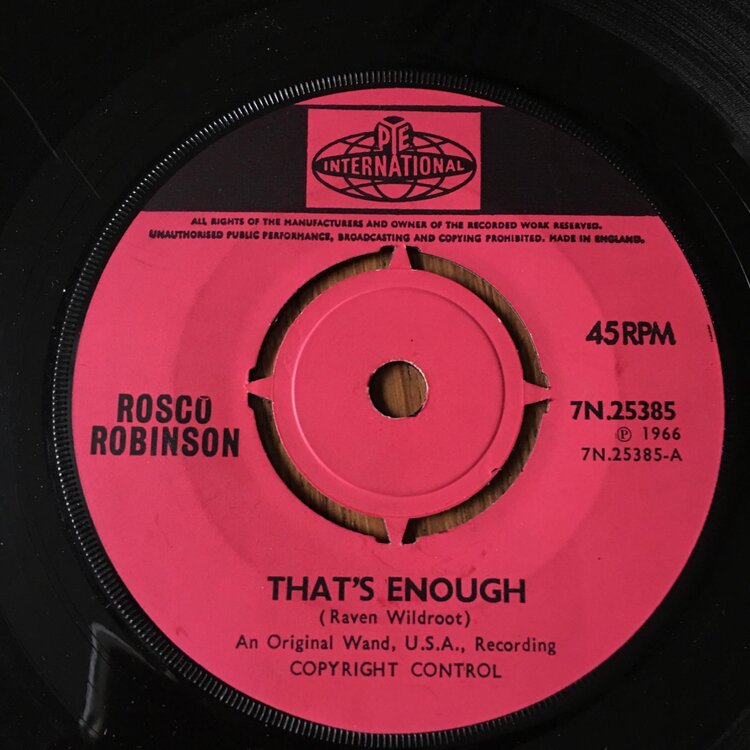 PYE
INTERNATIONAL
ALL RIGHTS OF THE MANUFACTURERS AND OWNER OF THE RECORDED WORK RESERVED.
UNAUTHORISED PUBLIC PERFORMANCE, BROADCASTING AND COPYING PROHIBITED. MADE IN ENGLAND.
45RPM
ROSCŌ
ROBINSON
7N.25385
℗ 1966
7N.25385-A
THAT'S ENOUGH
(Raven Wildroot)
An Original Wand, U.S.A., Recording
COPYRIGHT CONTROL